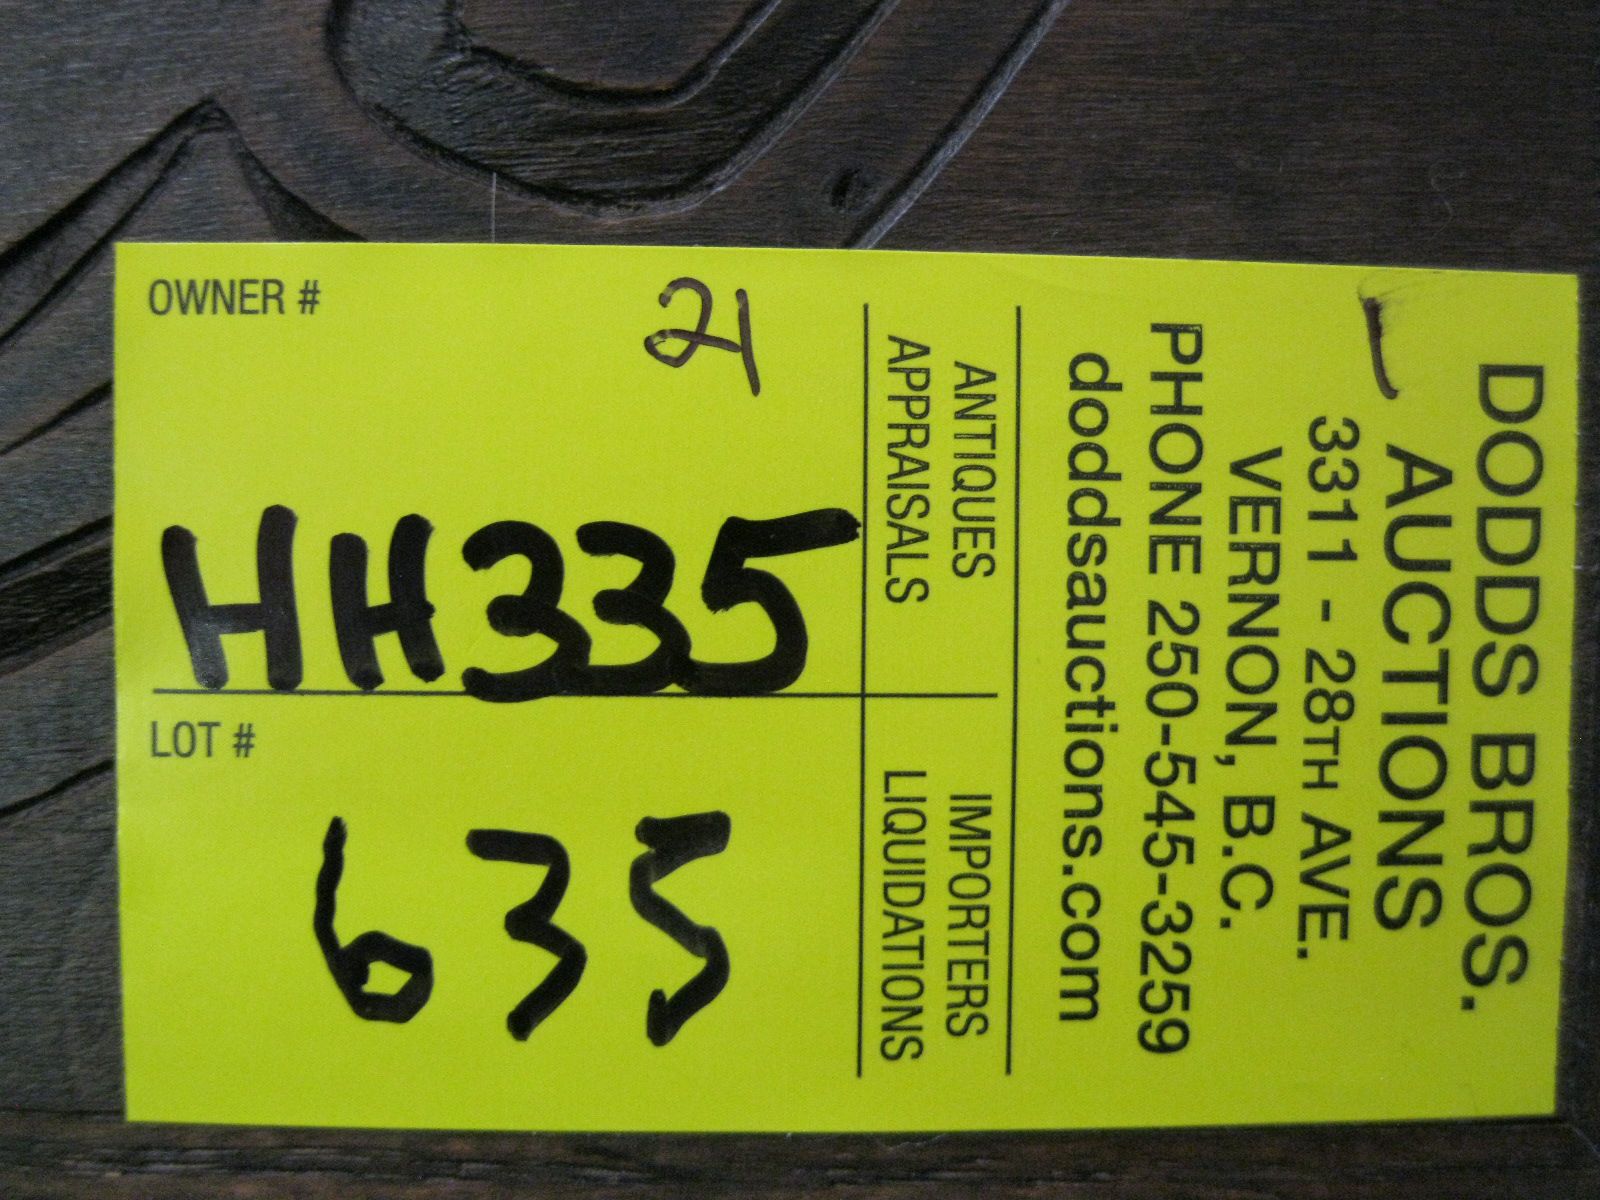 DODDS BROS.
AUCTIONS
3311 - 28TH AVE.
VERNON, B.C.
PHONE 250-545-3259
doddsauctions.com
ANTIQUES
APPRAISALS
IMPORTERS
LIQUIDATIONS
OWNER #
21
HH335
LOT #
635